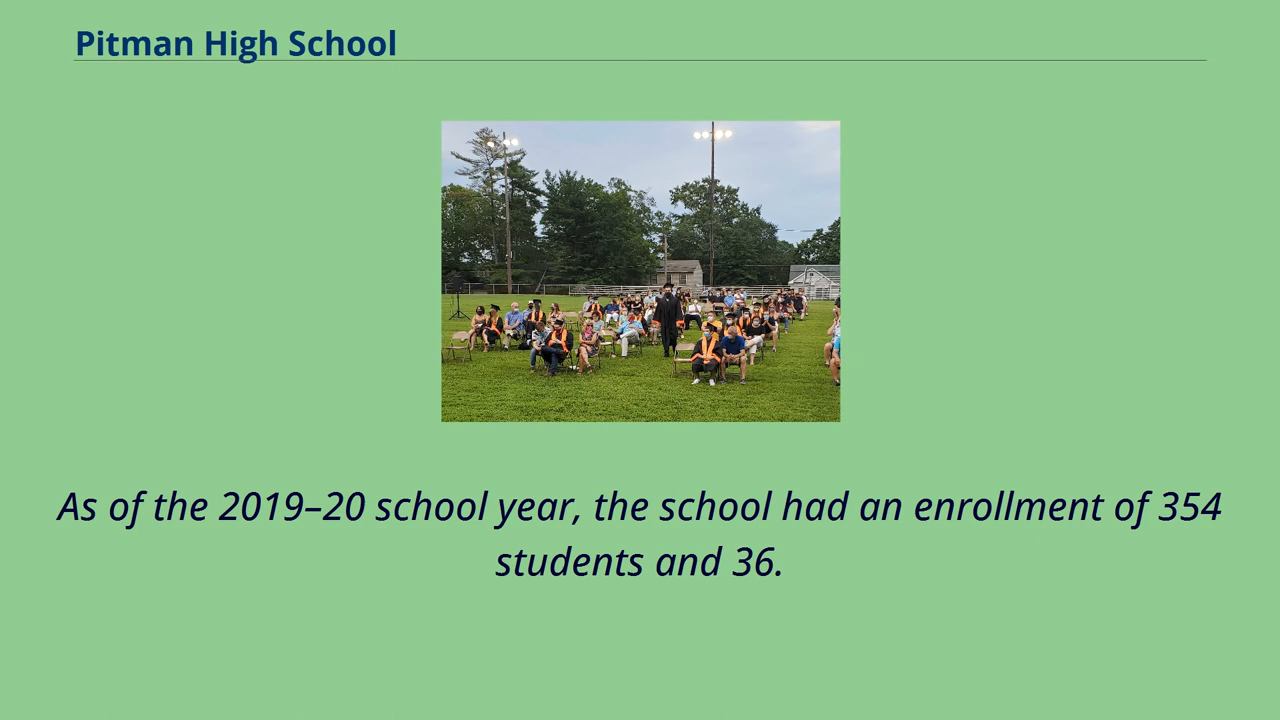 Pitman High School
As of the 2019–20 school year, the school had an enrollment of 354
students and 36.